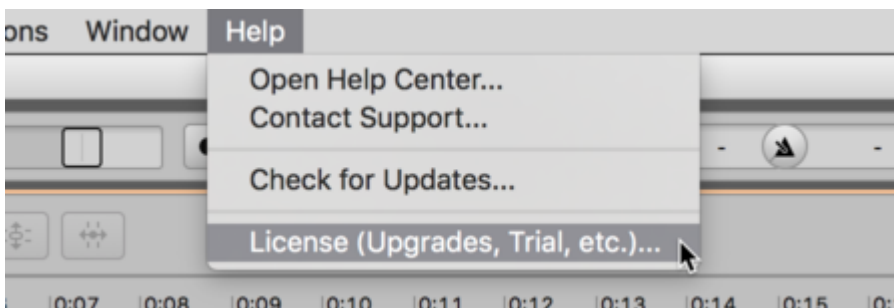 ons Window Help
Open Help Center...
Contact Support...
- -
Check for Updates...
License (Upgrades, Trial, etc.)...
0:07 0:08 0:09 0:10 0:11 0:12 0:13 0:14 0:15 0: